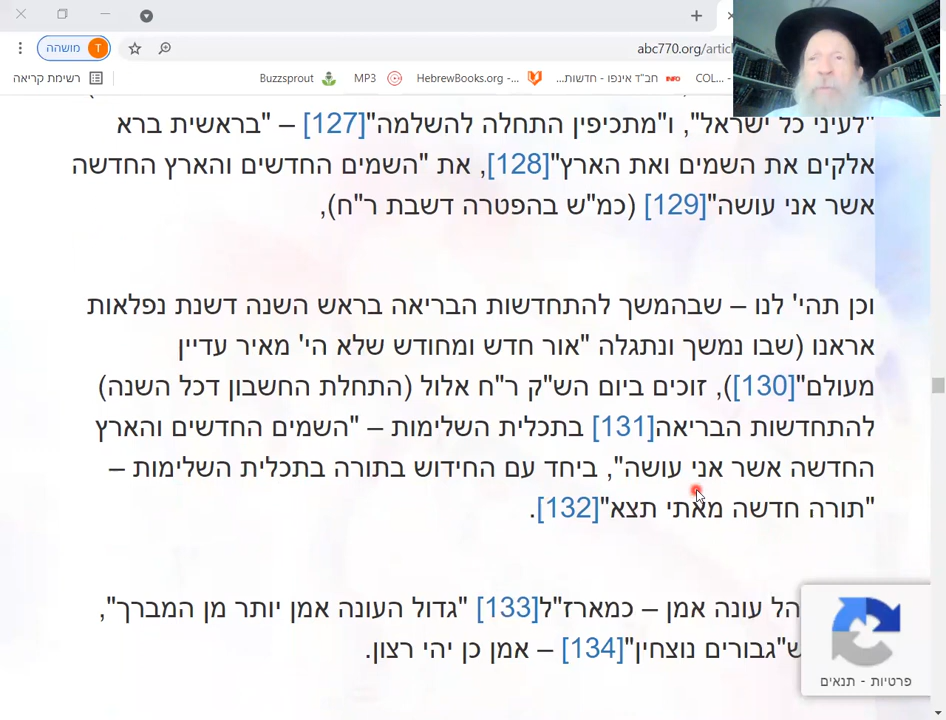 מושהה
abc770.org/artic
רשימת קריאה
Buzzsprout
MP3
HebrewBooks.org -...
חב"ד אינפו - חדשות...
INFO
COL...
"לעיני כל ישראל", ו"מתכיפין התחלה להשלמה"[127] – "בראשית ברא
אלקים את השמים ואת הארץ"[128], את "השמים החדשים והארץ החדשה
אשר אני עושה"[129] (כמ"ש בהפטרה דשבת ר"ח),
וכן תהי' לנו – שבהמשך להתחדשות הבריאה בראש השנה דשנת נפלאות
אראנו (שבו נמשך ונתגלה "אור חדש ומחודש שלא הי' מאיר עדיין
מעולם"[130]), זוכים ביום הש"ק ר"ח אלול (התחלת החשבון דכל השנה)
להתחדשות הבריאה[131] בתכלית השלימות – "השמים החדשים והארץ
החדשה אשר אני עושה", ביחד עם החידוש בתורה בתכלית השלימות –
"תורה חדשה מאתי תצא"[132].
הל עונה אמן – כמארז"ל[133] "גדול העונה אמן יותר מן המברך",
ש"גבורים נוצחין"[134] – אמן כן יהי רצון.
פרטיות - תנאים